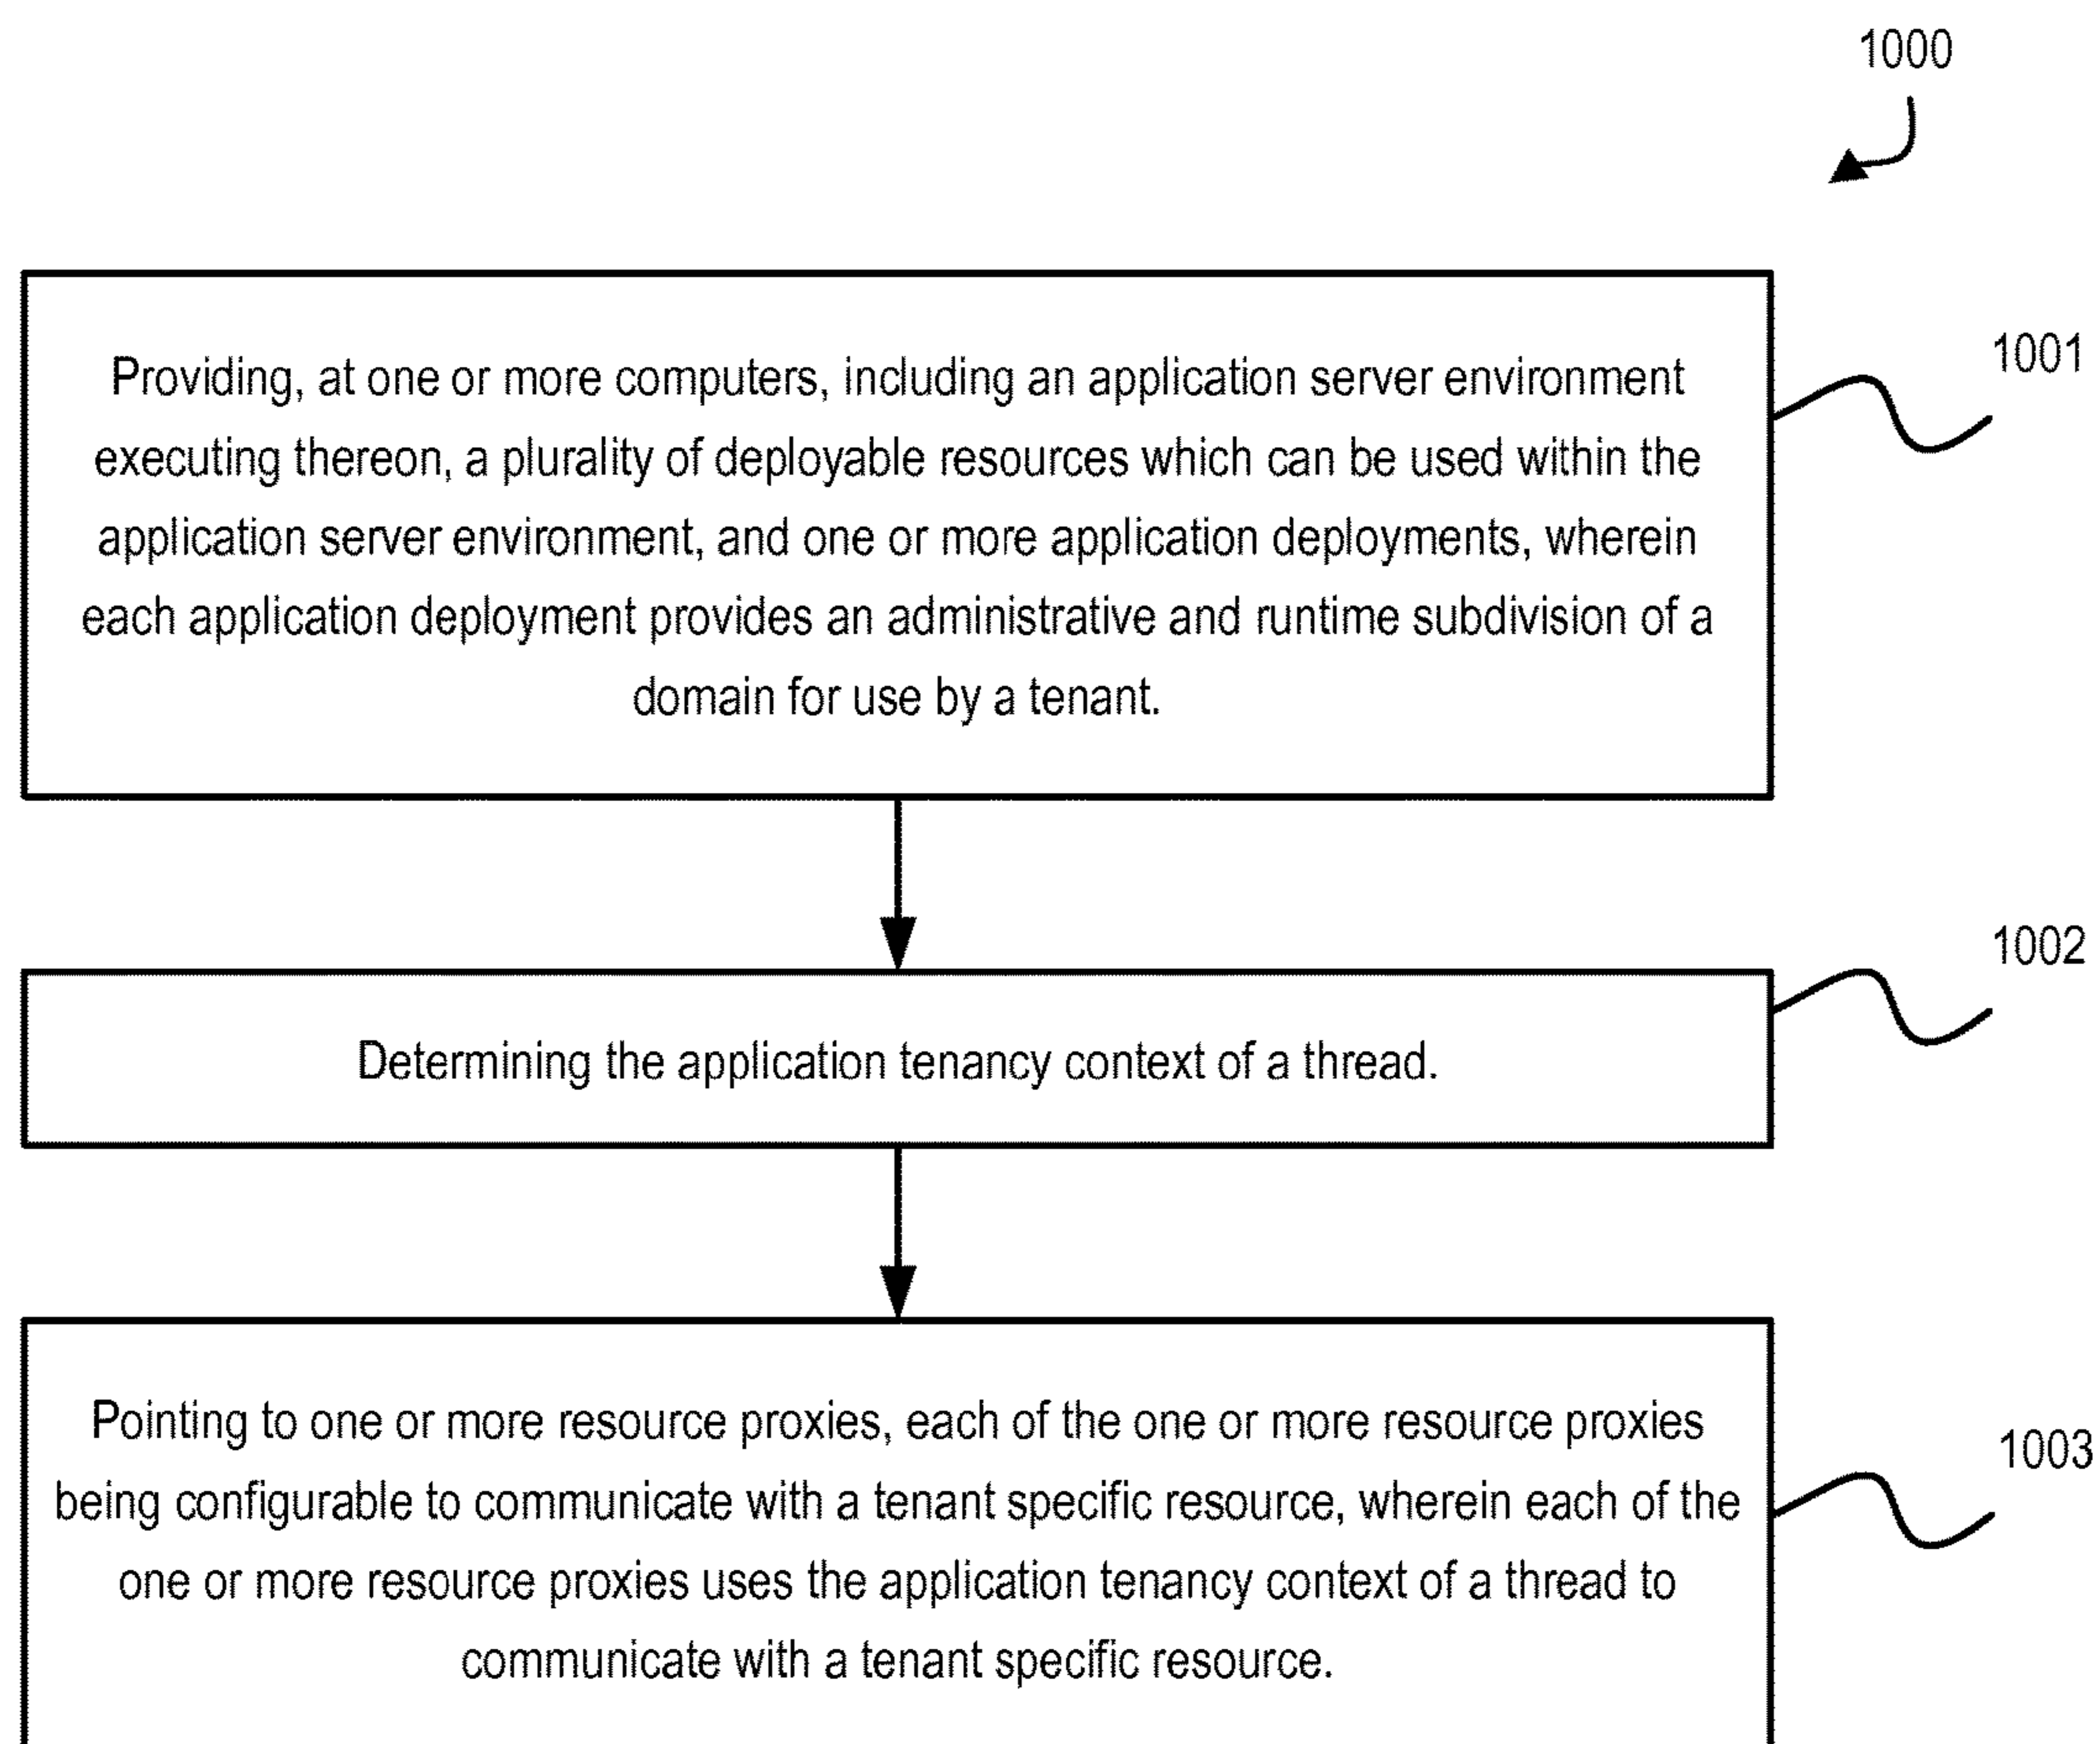 1000
1001
Providing, at one or more computers, including an application server environment
executing thereon, a plurality of deployable resources which can be used within the
application server environment, and one or more application deployments, wherein
each application deployment provides an administrative and runtime subdivision of a
domain for use by a tenant.
1002
Determining the application tenancy context of a thread.
1003
Pointing to one or more resource proxies, each of the one or more resource proxies
being configurable to communicate with a tenant specific resource, wherein each of the
one or more resource proxies uses the application tenancy context of a thread to
communicate with a tenant specific resource.